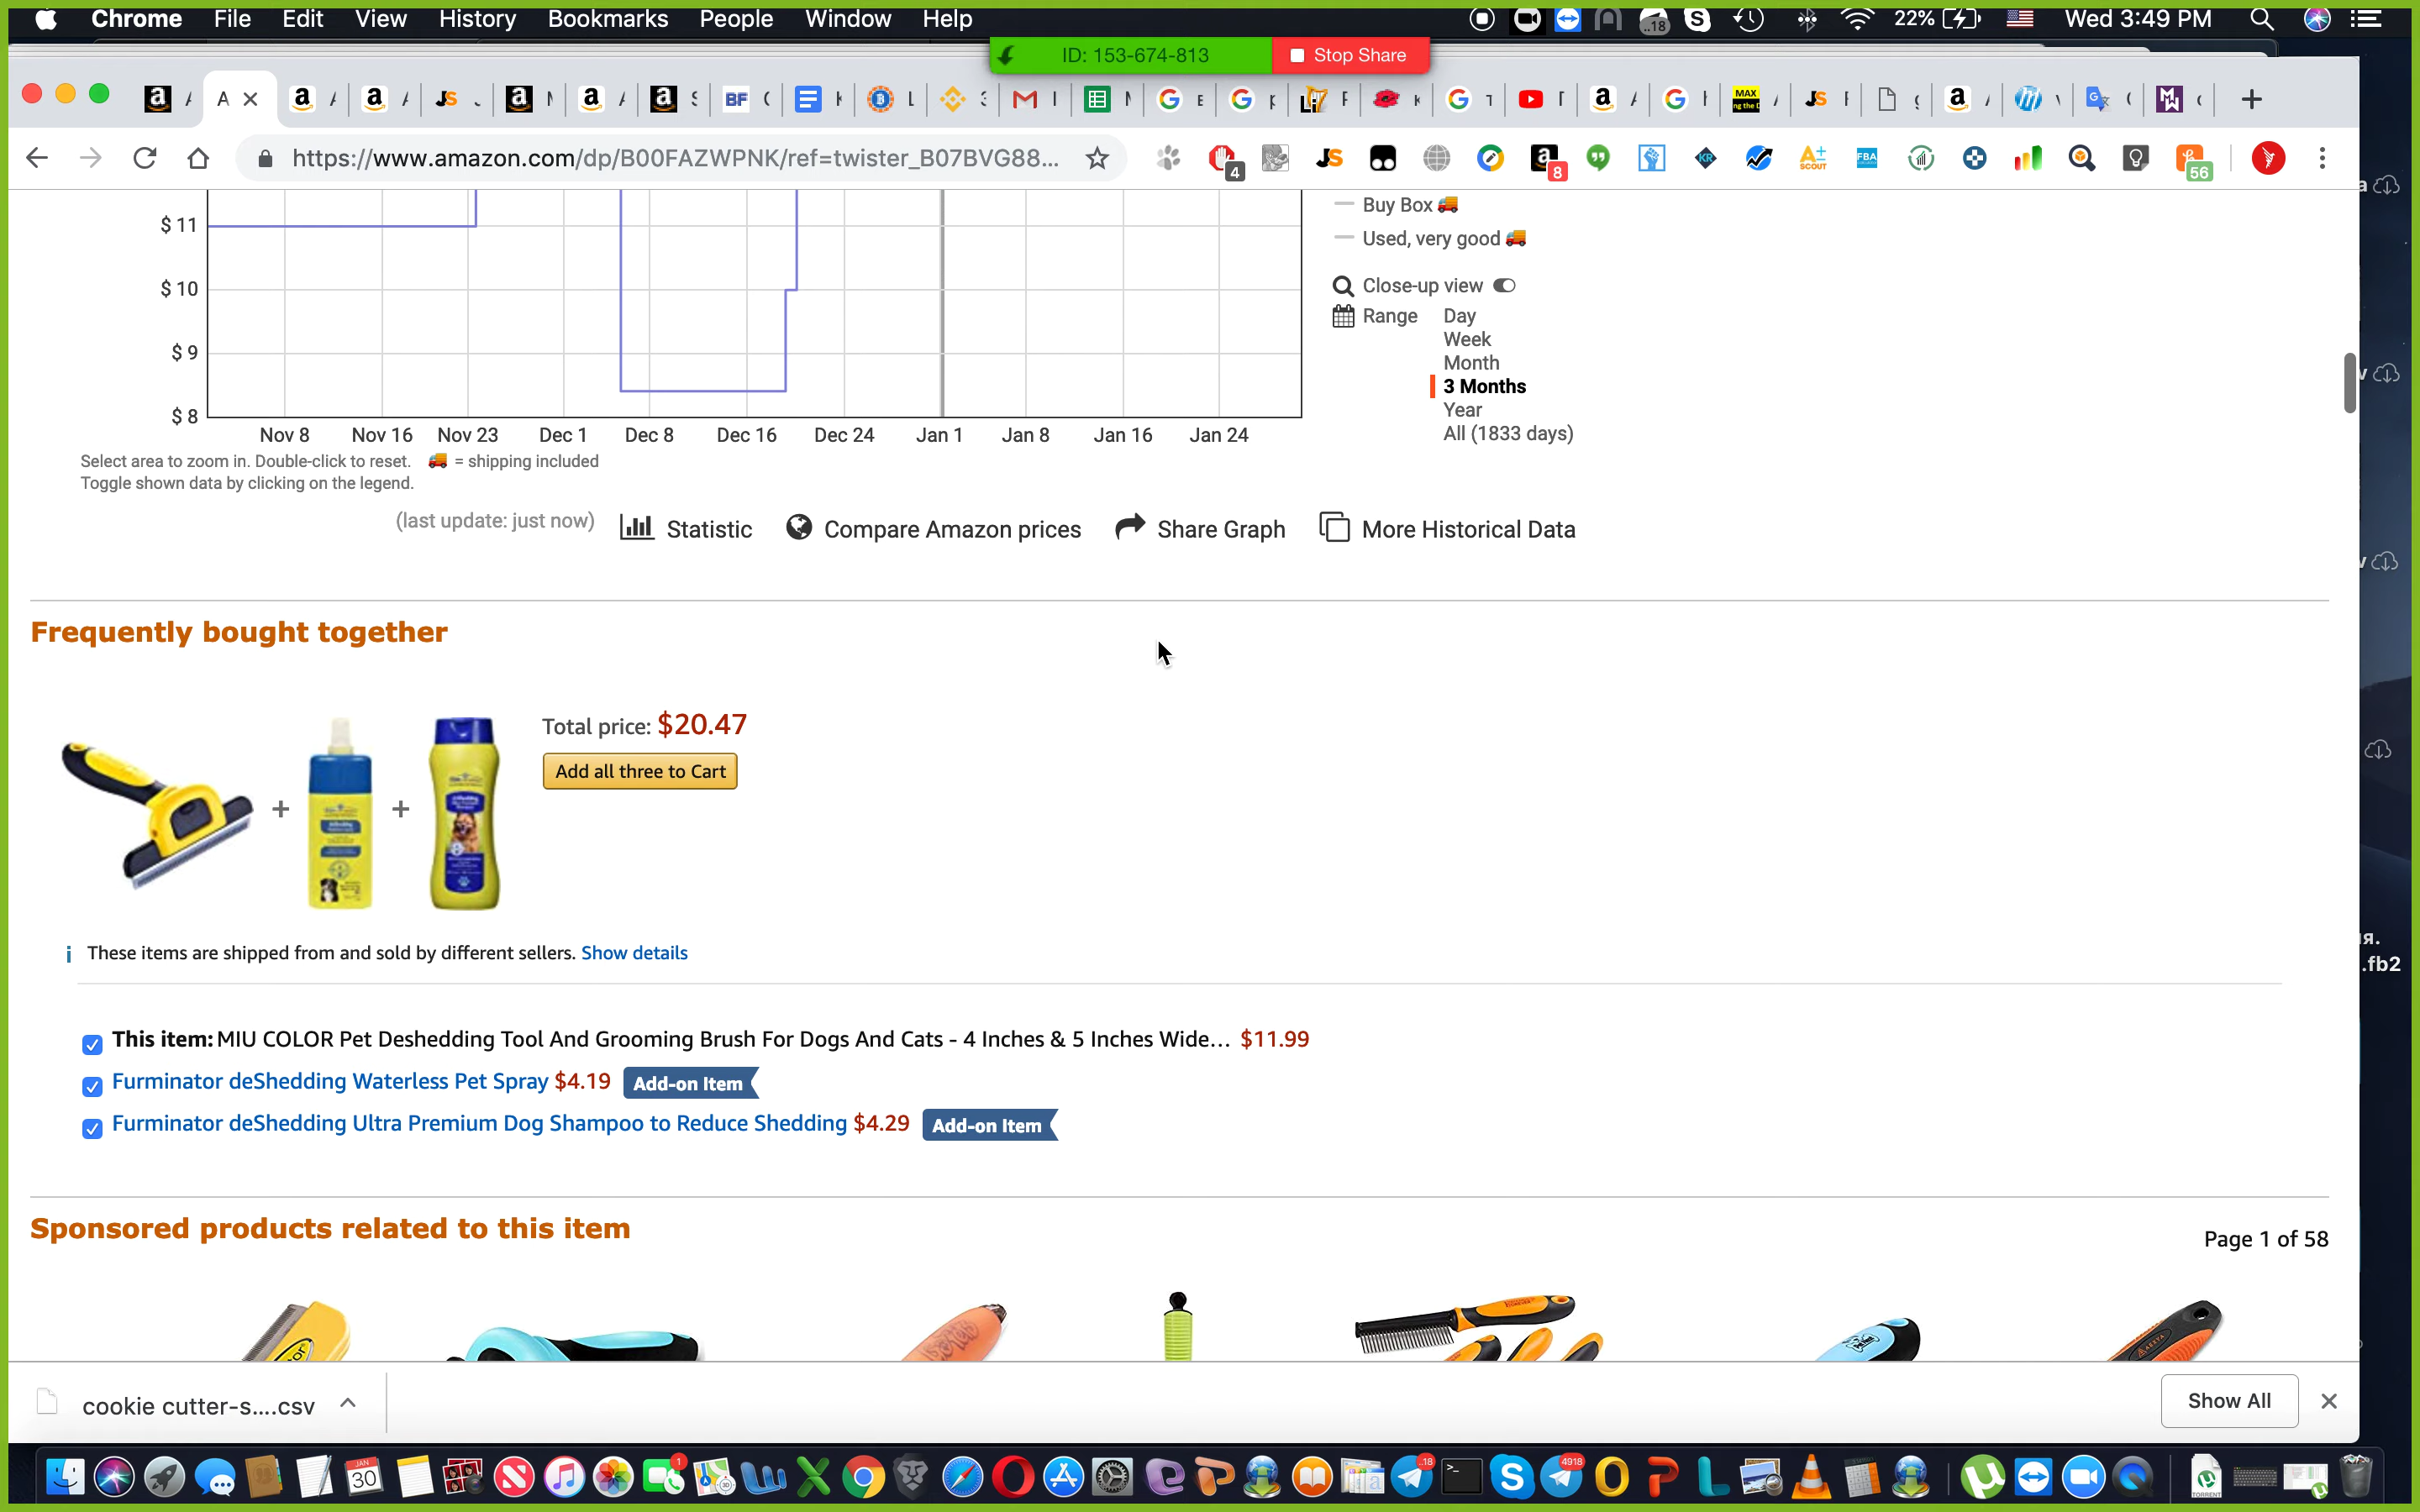 Chrome File Edit View History Bookmarks People Window Help
22% Wed 3:49 PM
ID: 153-674-813 Stop Share
https://www.amazon.com/dp/B00FAZWPNK/ref=twister_B07BVG88...
4 8 56
$ 11
$ 10
$ 9
$ 8
Nov 8 Nov 16 Nov 23 Dec 1 Dec 8 Dec 16 Dec 24 Jan 1 Jan 8 Jan 16 Jan 24
Buy Box
Used, very good
Close-up view
Range
Day
Week
Month
3 Months
Year
All (1833 days)
Select area to zoom in. Double-click to reset. = shipping included
Toggle shown data by clicking on the legend.
(last update: just now) Statistic Compare Amazon prices Share Graph More Historical Data
Frequently bought together
Total price: $20.47
Add all three to Cart
+ +
i These items are shipped from and sold by different sellers. Show details
This item: MIU COLOR Pet Deshedding Tool And Grooming Brush For Dogs And Cats - 4 Inches & 5 Inches Wide... $11.99
Furminator deShedding Waterless Pet Spray $4.19 Add-on Item
Furminator deShedding Ultra Premium Dog Shampoo to Reduce Shedding $4.29 Add-on Item
Sponsored products related to this item
Page 1 of 58
cookie cutter-s....csv
Show All
я.
.fb2
JAN
30
1
4918